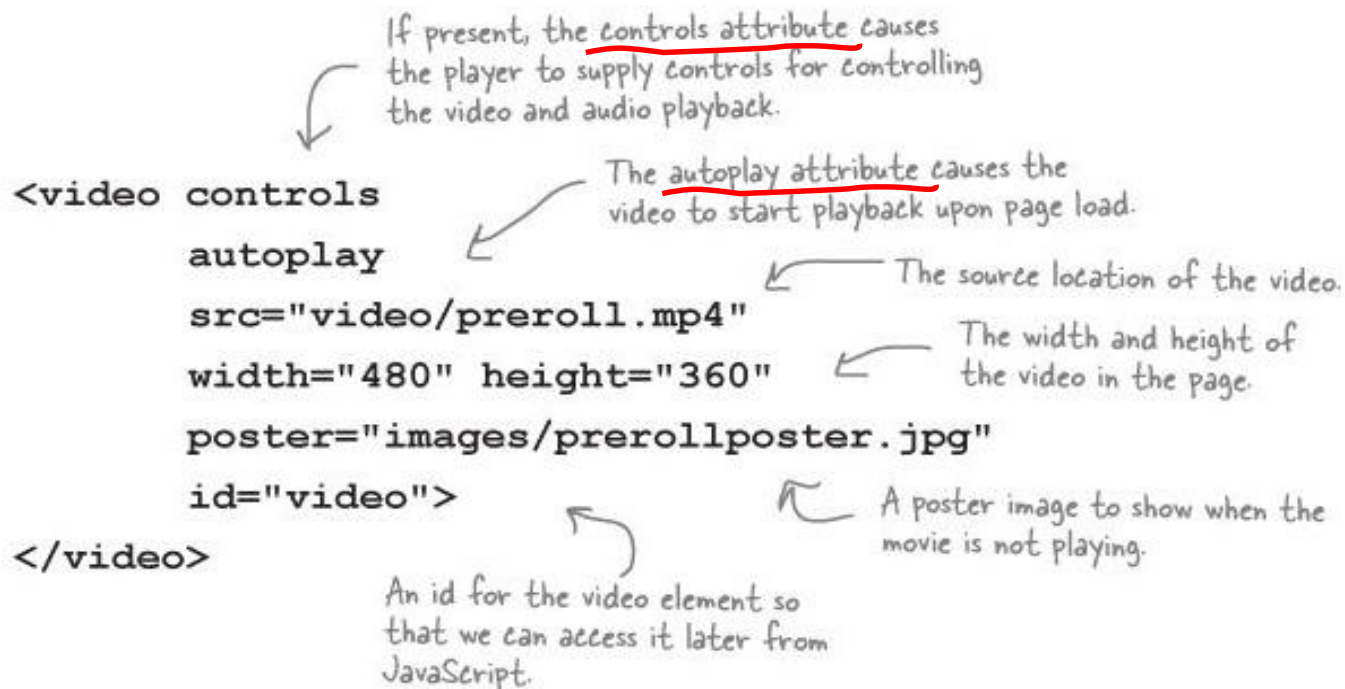 If present, the controls attribute causes
the player to supply controls for controlling
the video and audio playback.
<video controls
The autoplay attribute causes the
video to start playback upon page load.
autoplay
The source location of the video.
src="video/preroll.mp4"
The width and height of
the video in the page.
width="480" height="360"
poster="images/prerollposter.jpg"
id="video">
A poster image to show when the
movie is not playing.
</video>
An id for the video element so
that we can access it later from
JavaScript.